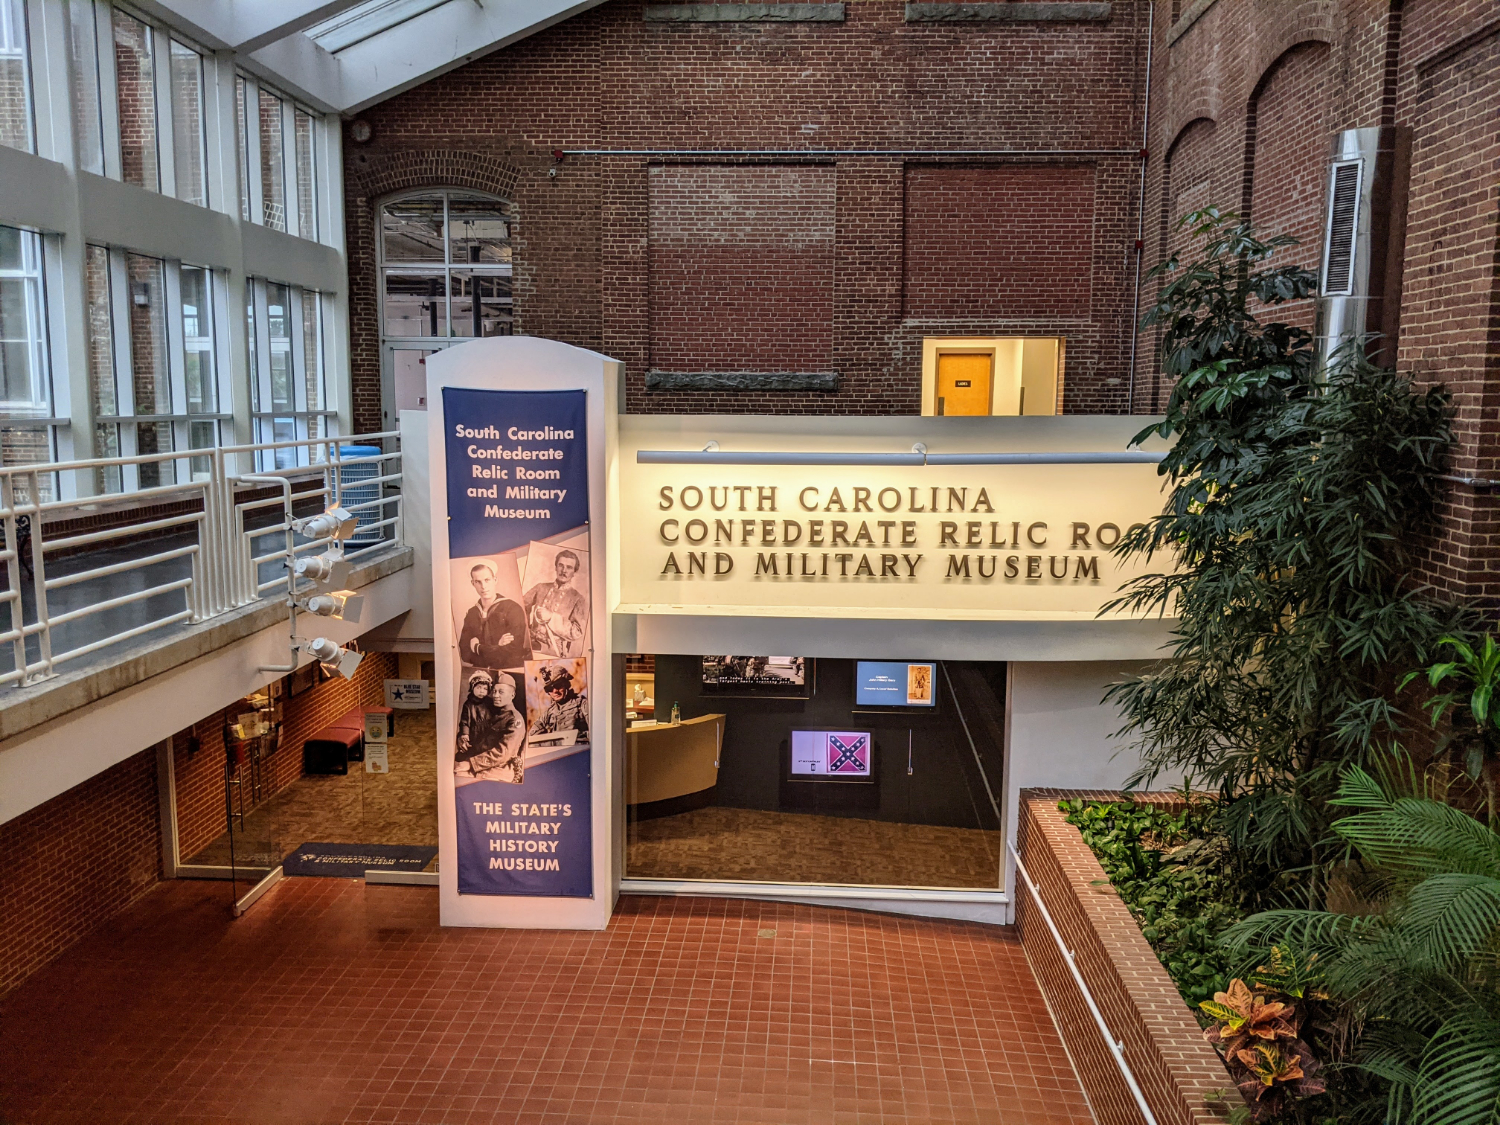 South Carolina
Confederate
Relic Room
and Military
Museum
THE STATE'S
MILITARY
HISTORY
MUSEUM
SOUTH CAROLINA
CONFEDERATE RELIC ROO
AND MILITARY MUSEUM